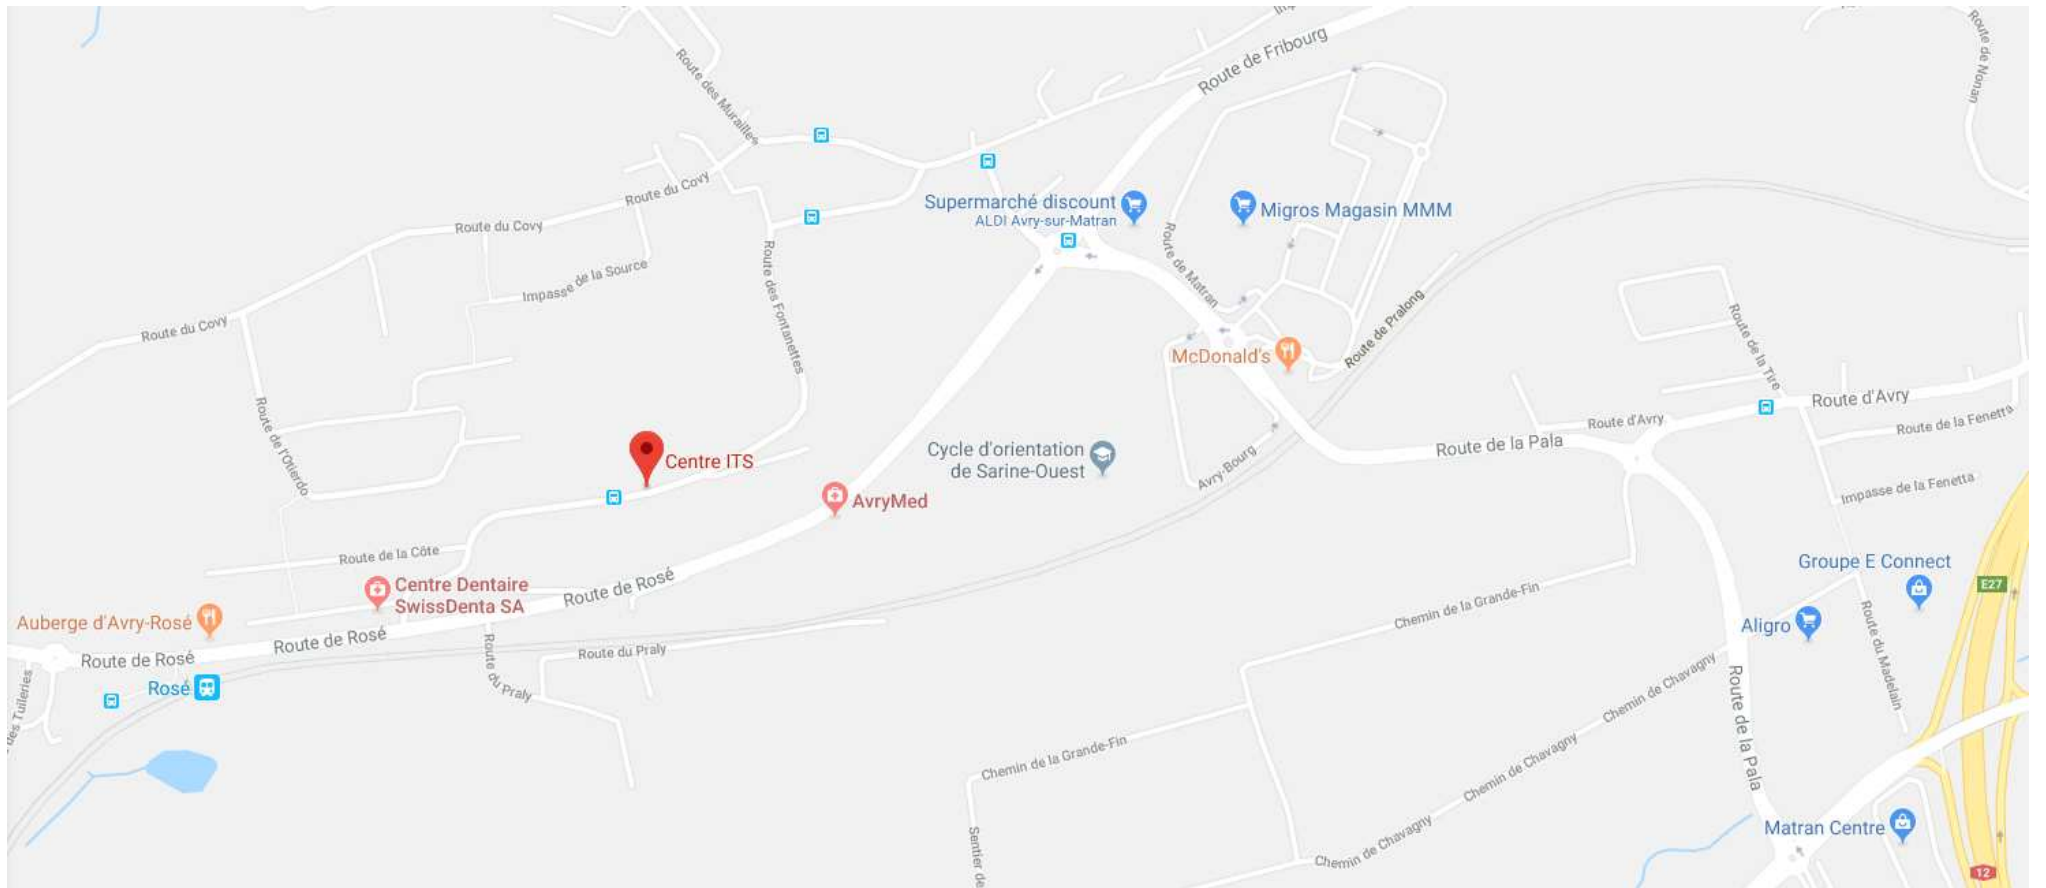 Route de Fribourg
Route de Nonan
Route des Murailles
Route du Covy
Supermarché discount
ALDI Avry-sur-Matran
Migros Magasin MMM
Route du Covy
Route de Matran
Impasse de la Source
Route des Fontanettes
Route du Covy
Route de Pralong
McDonald's
Route de la Tire
Route d'Avry
Route d'Avry
Route de la Fenetta
Route de l'Otierdo
Route de la Pala
Cycle d'orientation
de Sarine-Ouest
Centre ITS
Avry-Bourg
Impasse de la Fenetta
AvryMed
Route de la Côte
Groupe E Connect
E27
Centre Dentaire
SwissDenta SA
Route de Rosé
Chemin de la Grande-Fin
Auberge d'Avry-Rosé
Aligro
Route du Madelain
Route de Rosé
Route de Rosé
Route du Praly
Route du Praly
Rosé
des Tuileries
Chemin de Chavagny
Route de la Pala
Chemin de la Grande-Fin
Chemin de Chavagny
Matran Centre
Chemin de Chavagny
Sentier de
12